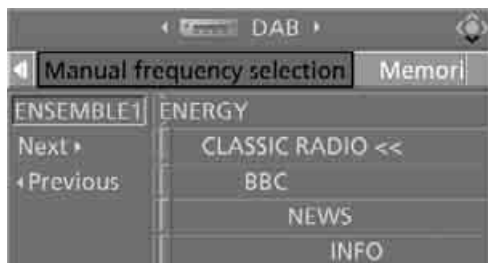 DAB
Manual frequency selection Memori
ENSEMBLE1 ENERGY
Next CLASSIC RADIO <<
Previous BBC
NEWS
INFO